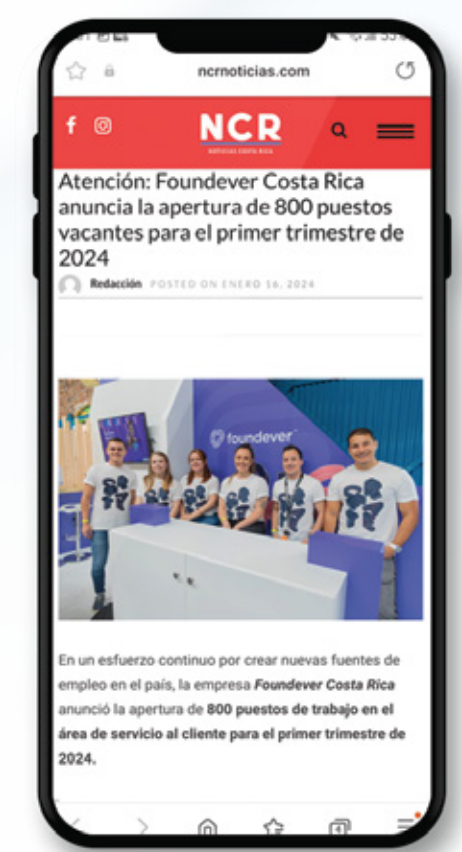 ncrnoticias.com
NCR
NOTICIAS COSTA RICA
Atención: Foundever Costa Rica
anuncia la apertura de 800 puestos
vacantes para el primer trimestre de
2024
Redacción POSTED ON ENERO 16, 2024
foundever
En un esfuerzo continuo por crear nuevas fuentes de
empleo en el país, la empresa Foundever Costa Rica
anunció la apertura de 800 puestos de trabajo en el
área de servicio al cliente para el primer trimestre de
2024.